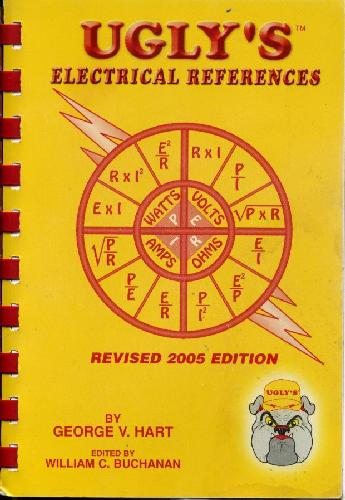 UGLY'S™
ELECTRICAL REFERENCES
E²/R
R x I
R x I²
P/I
E x I
√P x R
WATTS
VOLTS
P
E
I
R
AMPS
OHMS
√P/R
E/I
P/E
E²/P
E/R
P/I²
REVISED 2005 EDITION
UGLY'S
BY
GEORGE V. HART
EDITED BY
WILLIAM C. BUCHANAN